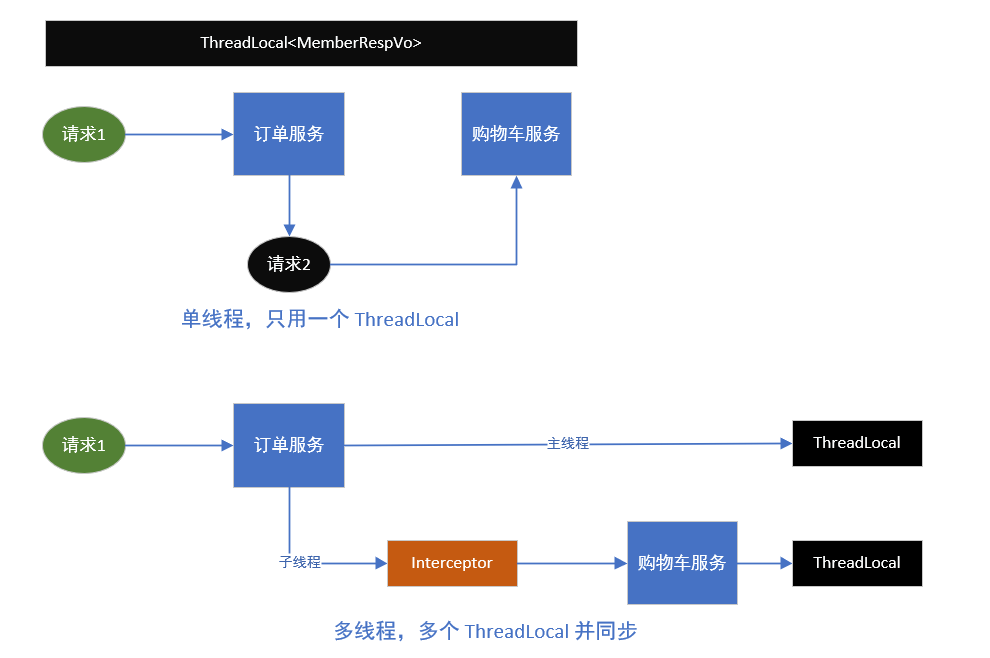 ThreadLocal<MemberRespVo>
请求1
订单服务
购物车服务
请求2
单线程，只用一个 ThreadLocal
请求1
订单服务
主线程
ThreadLocal
子线程
Interceptor
购物车服务
ThreadLocal
多线程，多个 ThreadLocal 并同步